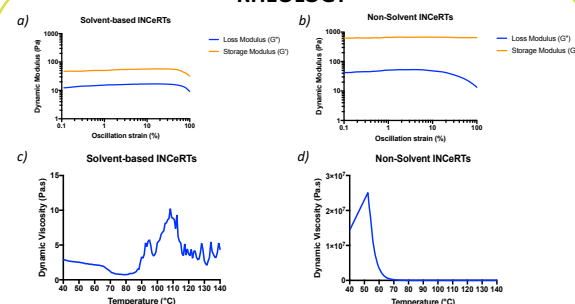 a)
Solvent-based INCeRTs
Dynamic Modulus (Pa)
1000
100
10
1
0.1
1
10
100
Oscillation strain (%)
Loss Modulus (G")
Storage Modulus (G')
b)
Non-Solvent INCeRTs
Dynamic Modulus (Pa)
1000
100
10
1
0.1
1
10
100
Oscillation strain (%)
Loss Modulus (G")
Storage Modulus (G
c)
Solvent-based INCeRTs
Dynamic Viscosity (Pa.s)
15
10
5
0
40 50 60 70 80 90 100 110 120 130 140
Temperature (°C)
d)
Non-Solvent INCeRTs
Dynamic Viscosity (Pa.s)
3×10⁷
2×10⁷
1×10⁷
0
40 50 60 70 80 90 100 110 120 130 140
Temperature (°C)